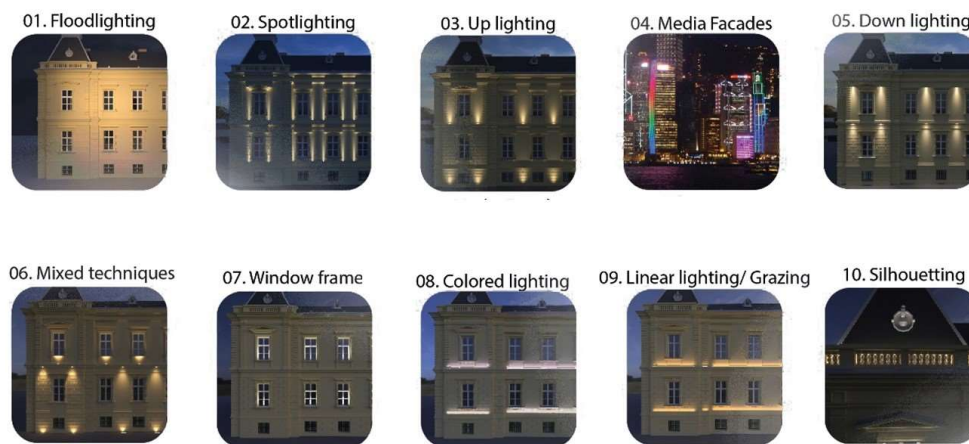 01. Floodlighting
02. Spotlighting
03. Up lighting
04. Media Facades
05. Down lighting
06. Mixed techniques
07. Window frame
08. Colored lighting
09. Linear lighting/ Grazing
10. Silhouetting